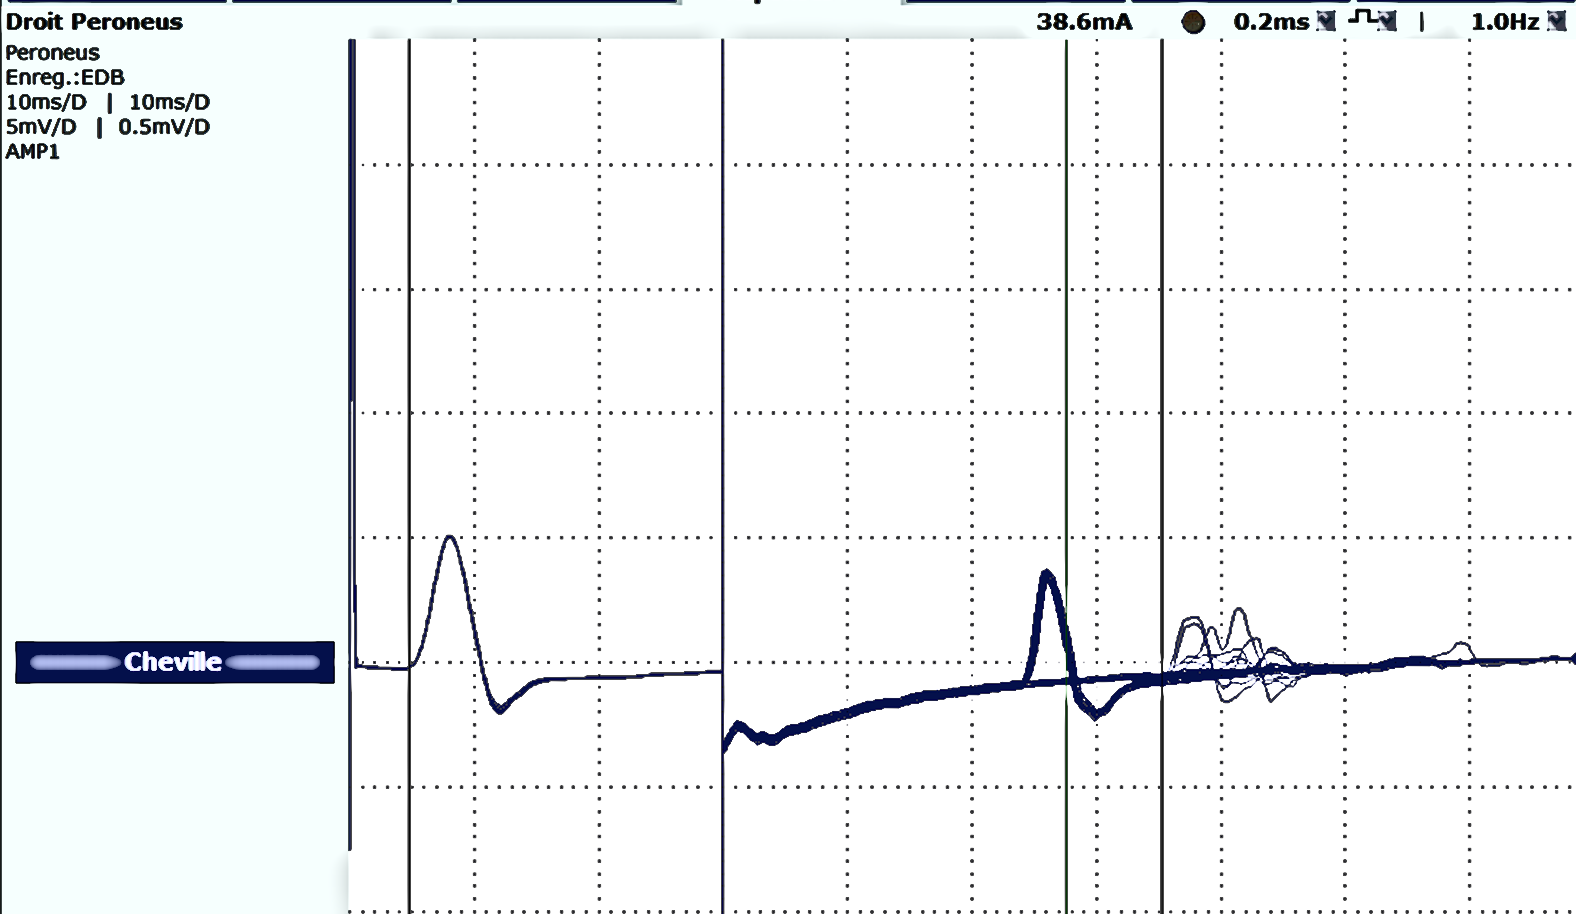 Droit Peroneus
38.6mA 0.2ms 1.0Hz
Peroneus
Enreg.:EDB
10ms/D | 10ms/D
5mV/D | 0.5mV/D
AMP1
Cheville